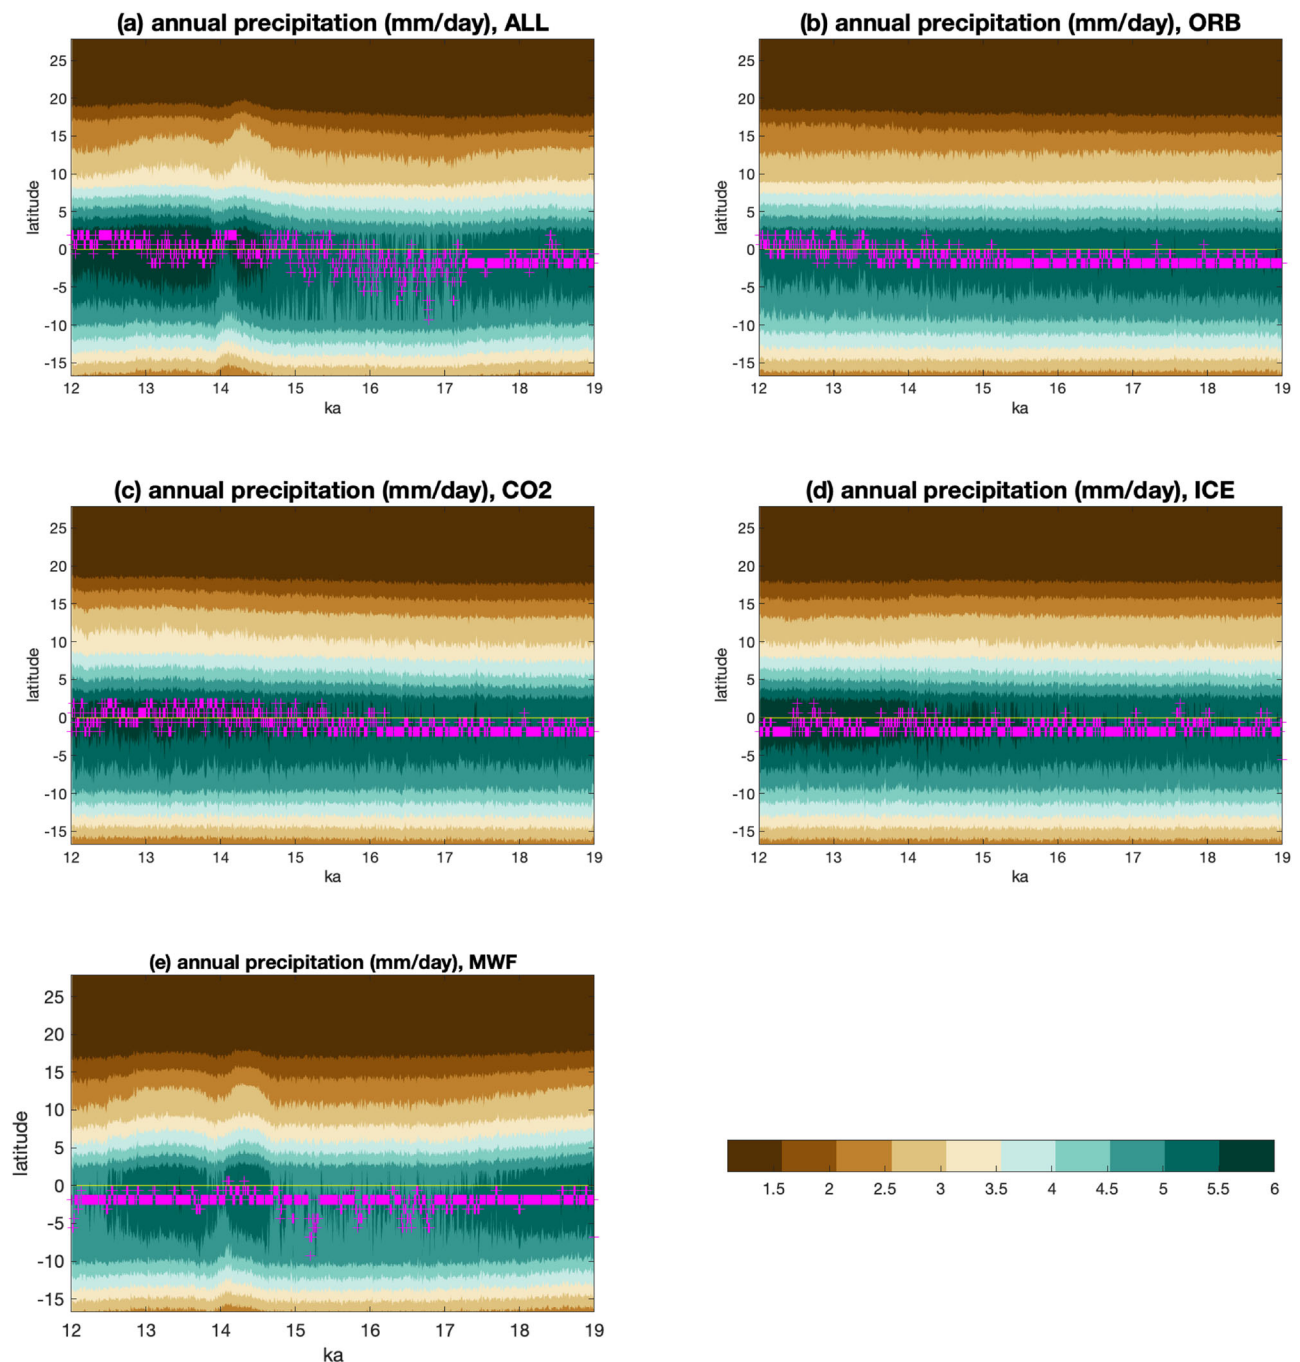 (a) annual precipitation (mm/day), ALL
25
20
15
10
5
0
-5
-10
-15
latitude
12 13 14 15 16 17 18 19
ka
(b) annual precipitation (mm/day), ORB
25
20
15
10
5
0
-5
-10
-15
latitude
12 13 14 15 16 17 18 19
ka
(c) annual precipitation (mm/day), CO2
25
20
15
10
5
0
-5
-10
-15
latitude
12 13 14 15 16 17 18 19
ka
(d) annual precipitation (mm/day), ICE
25
20
15
10
5
0
-5
-10
-15
latitude
12 13 14 15 16 17 18 19
ka
(e) annual precipitation (mm/day), MWF
25
20
15
10
5
0
-5
-10
-15
latitude
12 13 14 15 16 17 18 19
ka
1.5 2 2.5 3 3.5 4 4.5 5 5.5 6